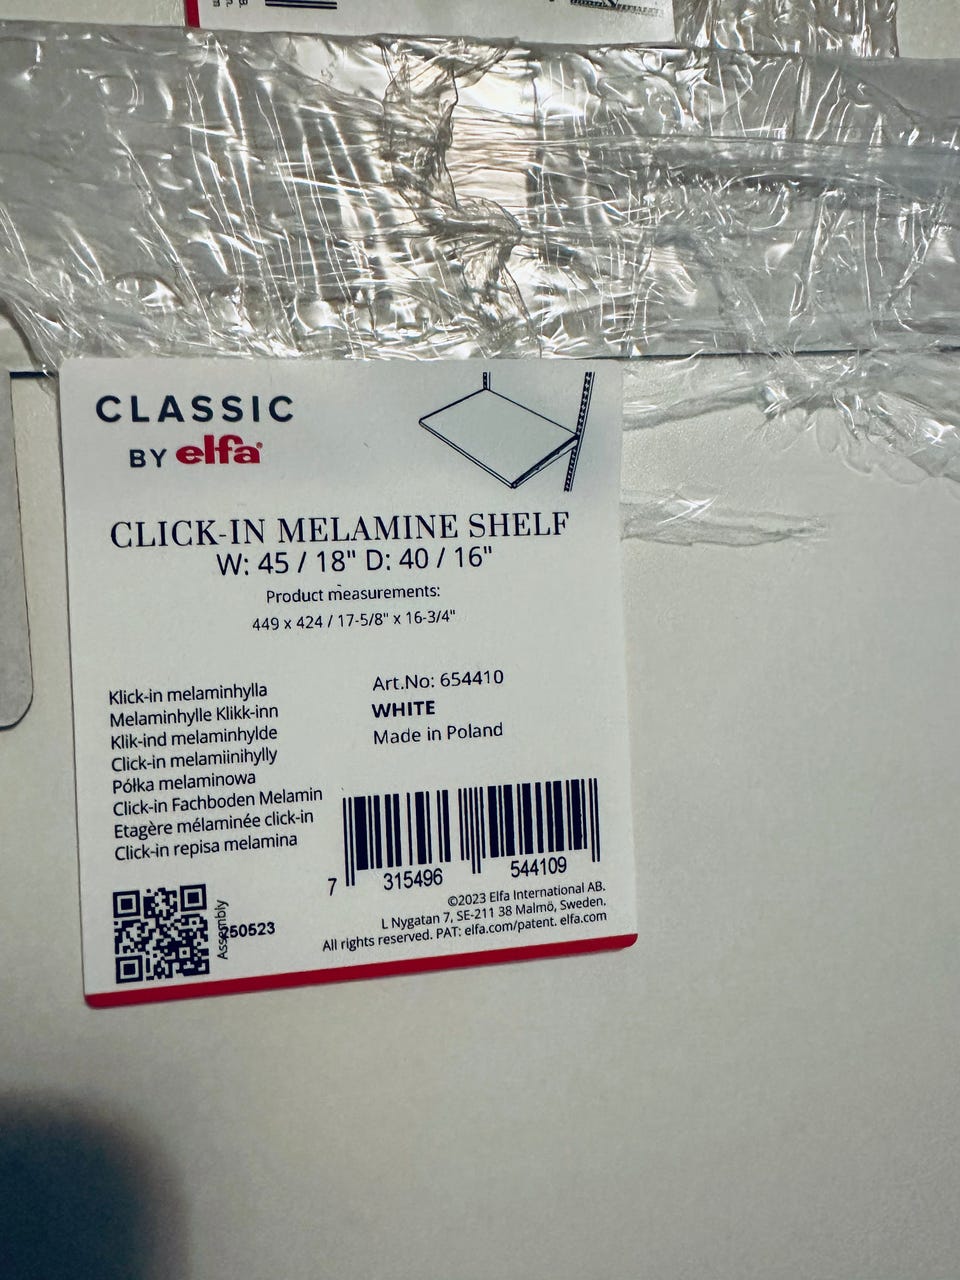 CLASSIC
BY elfa®
CLICK-IN MELAMINE SHELF
W: 45 / 18" D: 40 / 16"
Product measurements:
449 x 424 / 17-5/8" x 16-3/4"
Klick-in melaminhylla
Melaminhylle Klikk-inn
Klik-ind melaminhylde
Click-in melamiinihylly
Półka melaminowa
Click-in Fachboden Melamin
Etagère mélaminée click-in
Click-in repisa melamina
Art.No: 654410
WHITE
Made in Poland
7 315496 544109
Assembly
250523
©2023 Elfa International AB.
L Nygatan 7, SE-211 38 Malmö, Sweden.
All rights reserved. PAT: elfa.com/patent. elfa.com